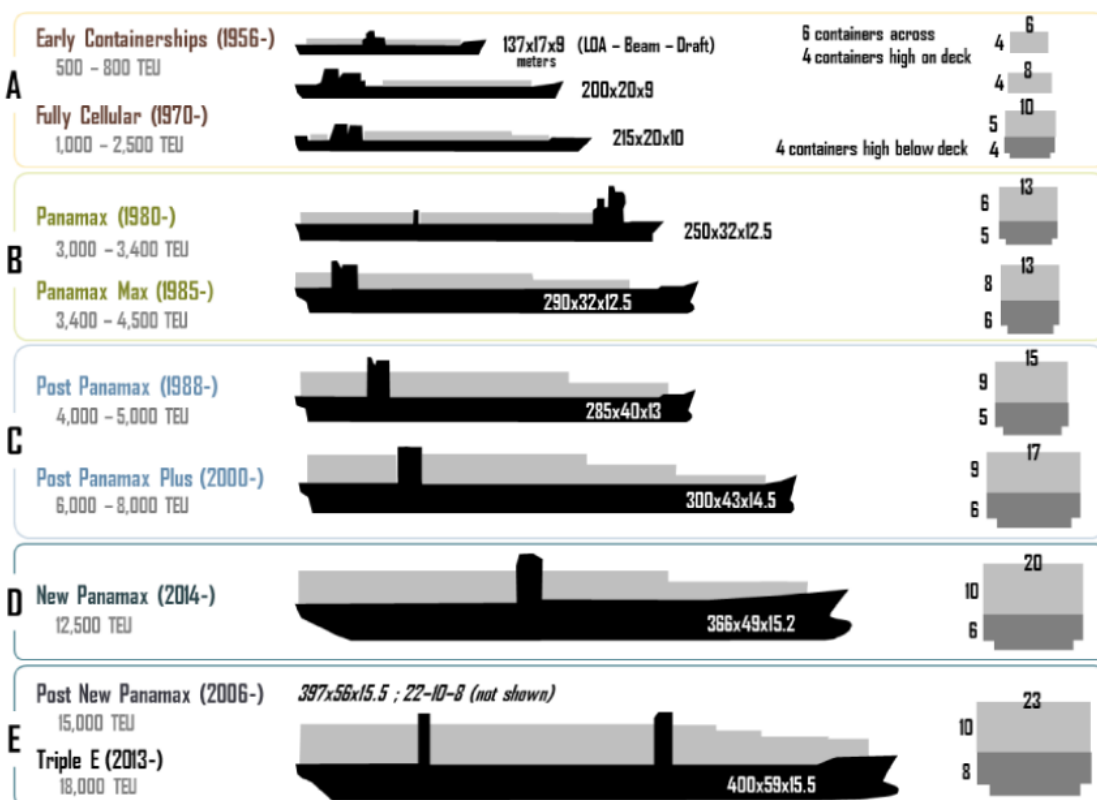 A
Early Containerships (1956-)
500 – 800 TEU
137x17x9 (LOA – Beam – Draft)
meters
200x20x9
6 containers across
4 containers high on deck
6
4
8
4
Fully Cellular (1970-)
1,000 – 2,500 TEU
215x20x10
4 containers high below deck
10
5
4
B
Panamax (1980-)
3,000 – 3,400 TEU
250x32x12.5
13
6
5
Panamax Max (1985-)
3,400 – 4,500 TEU
290x32x12.5
13
8
6
C
Post Panamax (1988-)
4,000 – 5,000 TEU
285x40x13
15
9
5
Post Panamax Plus (2000-)
6,000 – 8,000 TEU
300x43x14.5
17
9
6
D
New Panamax (2014-)
12,500 TEU
366x49x15.2
20
10
6
E
Post New Panamax (2006-)
15,000 TEU
397x56x15.5 ; 22-10-8 (not shown)
Triple E (2013-)
18,000 TEU
400x59x15.5
23
10
8